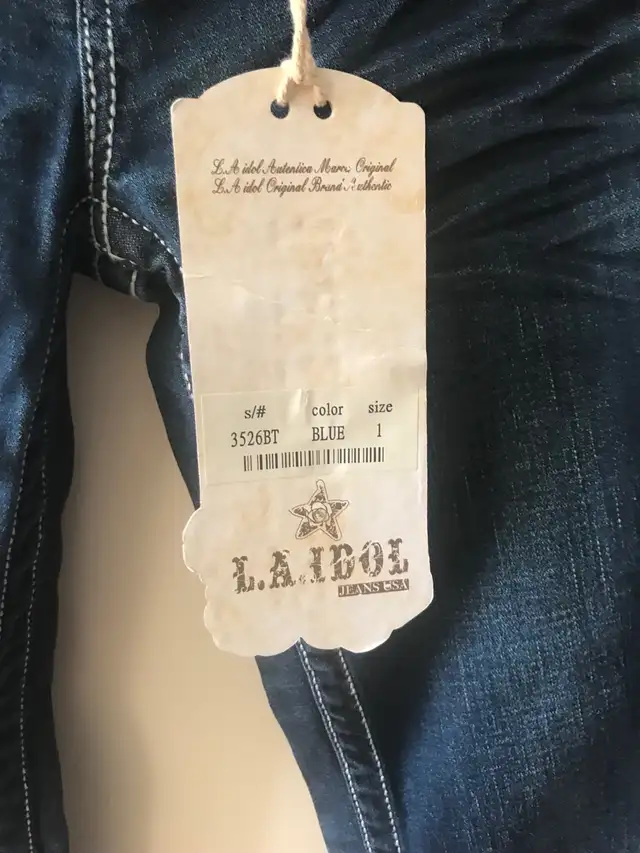 L.A idol Autentica Marca Original
L.A idol Original Brand Authentic
s/# color size
3526BT BLUE 1
L.A.IDOL
JEANS USA